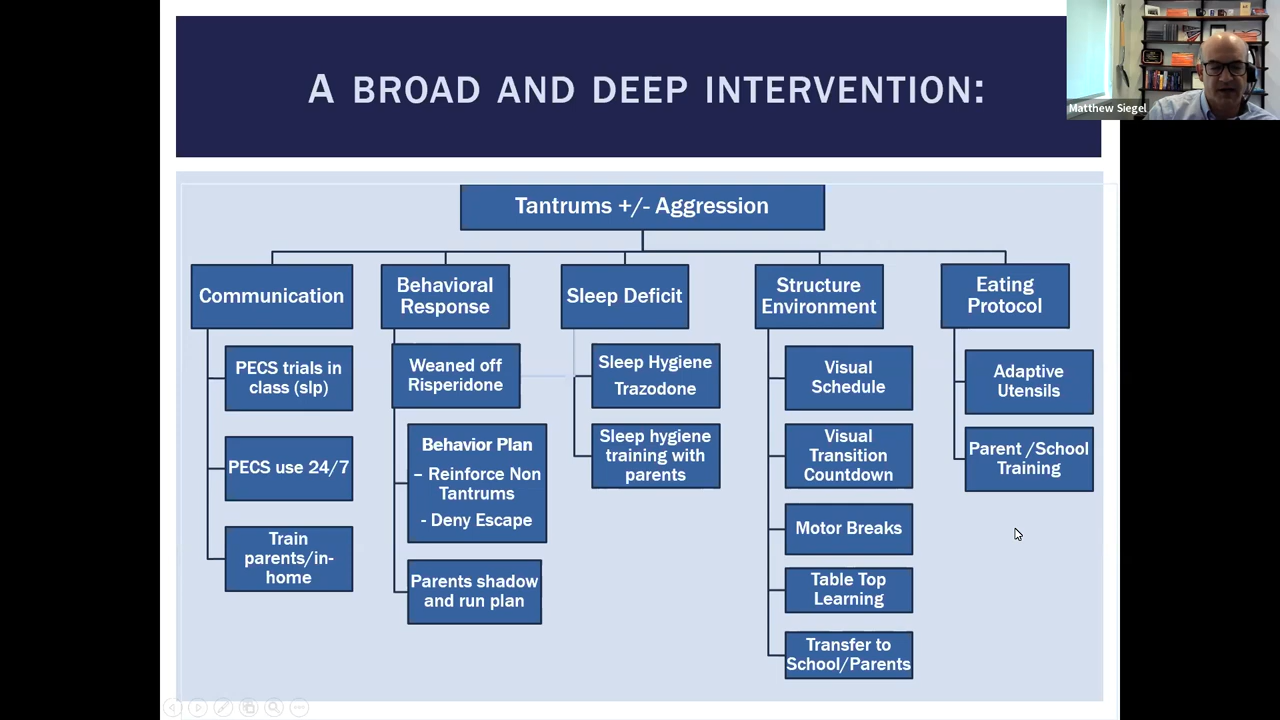 A BROAD AND DEEP INTERVENTION:
Matthew Siegel
Tantrums +/- Aggression
Communication
PECS trials in
class (slp)
PECS use 24/7
Train
parents/in-
home
Behavioral
Response
Weaned off
Risperidone
Behavior Plan
– Reinforce Non
Tantrums
- Deny Escape
Parents shadow
and run plan
Sleep Deficit
Sleep Hygiene
Trazodone
Sleep hygiene
training with
parents
Structure
Environment
Visual
Schedule
Visual
Transition
Countdown
Motor Breaks
Table Top
Learning
Transfer to
School/Parents
Eating
Protocol
Adaptive
Utensils
Parent /School
Training